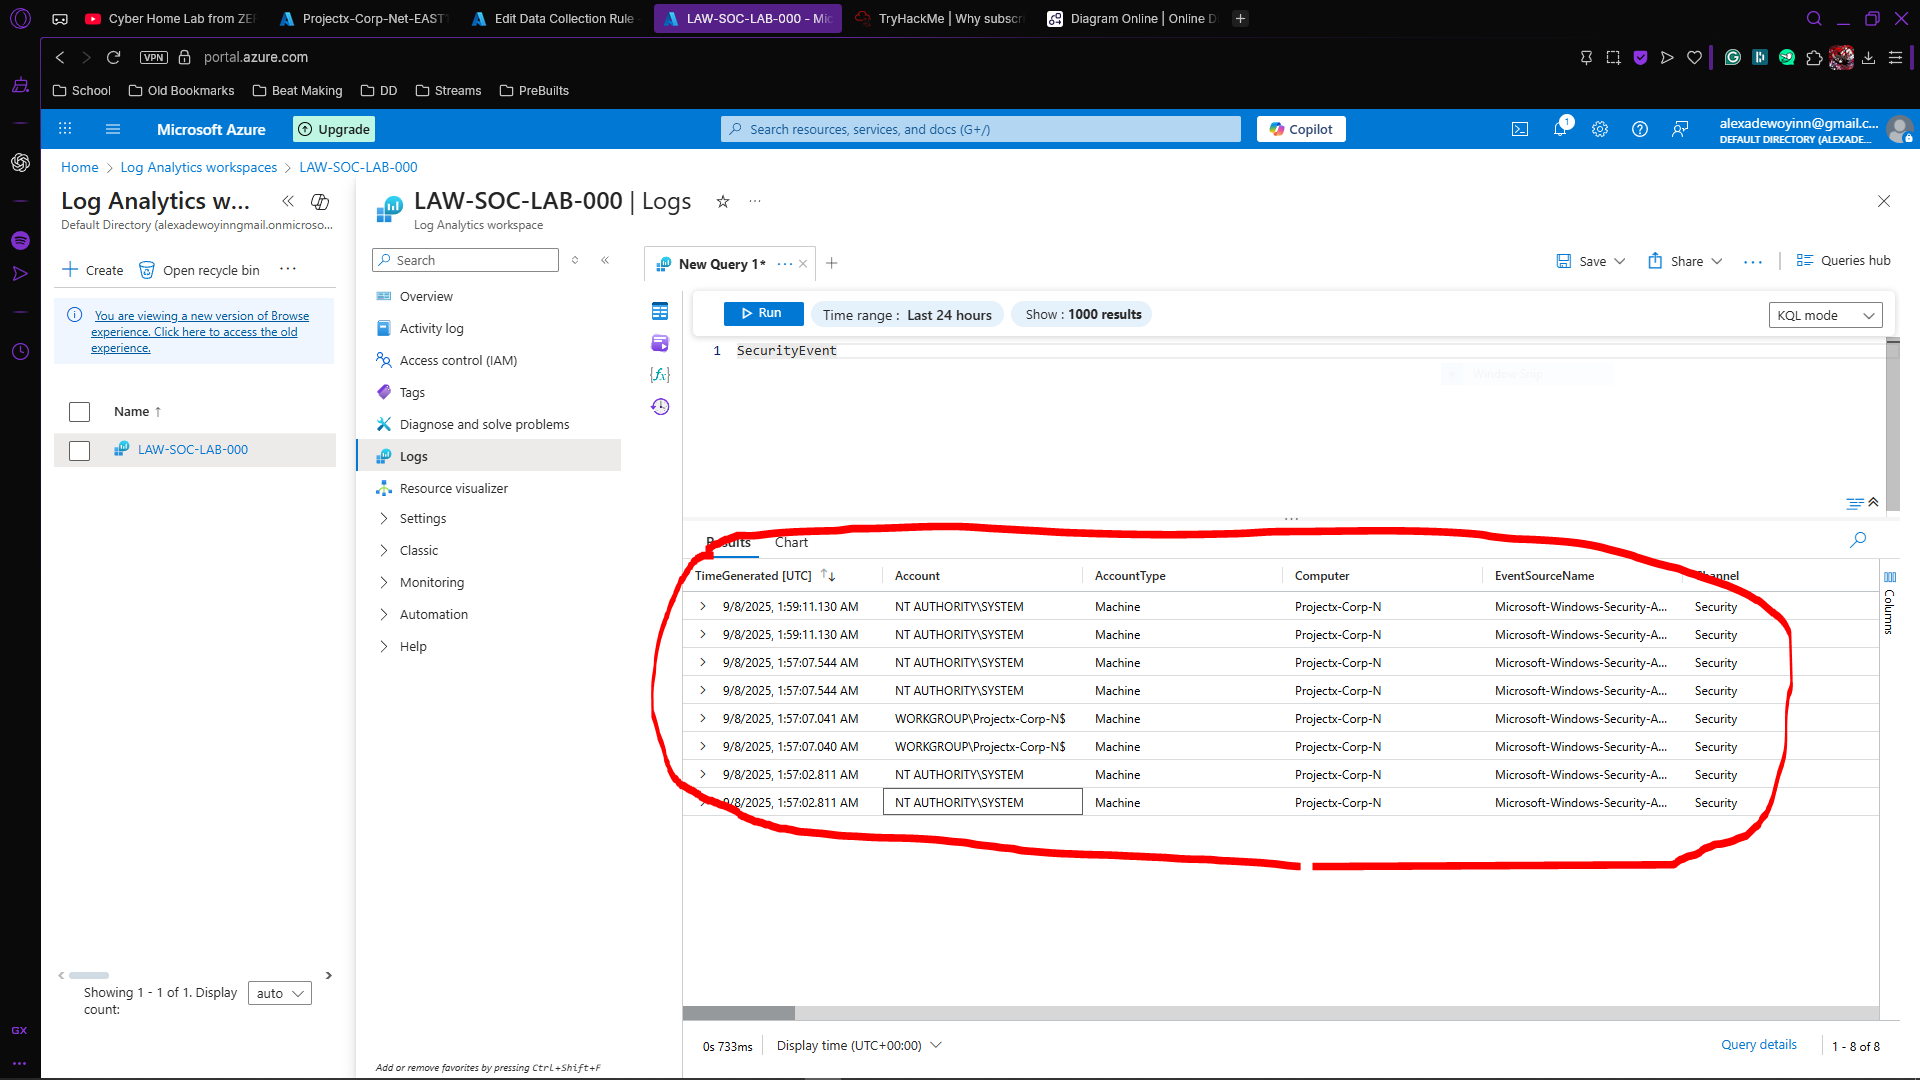 Cyber Home Lab from ZE
Projectx-Corp-Net-EAST
Edit Data Collection Rule
LAW-SOC-LAB-000 - Mic
TryHackMe | Why subscr
Diagram Online | Online D
VPN
portal.azure.com
School
Old Bookmarks
Beat Making
DD
Streams
PreBuilts
Microsoft Azure
Upgrade
Search resources, services, and docs (G+/)
Copilot
1
alexadewoyinn@gmail.c...
DEFAULT DIRECTORY (ALEXADE...
Home > Log Analytics workspaces > LAW-SOC-LAB-000
Log Analytics w...
Default Directory (alexadewoyinngmail.onmicroso...
Create
Open recycle bin
You are viewing a new version of Browse
experience. Click here to access the old
experience.
Name ↑
LAW-SOC-LAB-000
Showing 1 - 1 of 1. Display
count:
auto
LAW-SOC-LAB-000 | Logs
Log Analytics workspace
Search
Overview
Activity log
Access control (IAM)
Tags
Diagnose and solve problems
Logs
Resource visualizer
Settings
Classic
Monitoring
Automation
Help
Add or remove favorites by pressing Ctrl+Shift+F
New Query 1*
Save
Share
Queries hub
Run
Time range : Last 24 hours
Show : 1000 results
KQL mode
1 SecurityEvent
Results
Chart
TimeGenerated [UTC] Account AccountType Computer EventSourceName Channel
9/8/2025, 1:59:11.130 AM NT AUTHORITY\SYSTEM Machine Projectx-Corp-N Microsoft-Windows-Security-A... Security
9/8/2025, 1:59:11.130 AM NT AUTHORITY\SYSTEM Machine Projectx-Corp-N Microsoft-Windows-Security-A... Security
9/8/2025, 1:57:07.544 AM NT AUTHORITY\SYSTEM Machine Projectx-Corp-N Microsoft-Windows-Security-A... Security
9/8/2025, 1:57:07.544 AM NT AUTHORITY\SYSTEM Machine Projectx-Corp-N Microsoft-Windows-Security-A... Security
9/8/2025, 1:57:07.041 AM WORKGROUP\Projectx-Corp-N$ Machine Projectx-Corp-N Microsoft-Windows-Security-A... Security
9/8/2025, 1:57:07.040 AM WORKGROUP\Projectx-Corp-N$ Machine Projectx-Corp-N Microsoft-Windows-Security-A... Security
9/8/2025, 1:57:02.811 AM NT AUTHORITY\SYSTEM Machine Projectx-Corp-N Microsoft-Windows-Security-A... Security
9/8/2025, 1:57:02.811 AM NT AUTHORITY\SYSTEM Machine Projectx-Corp-N Microsoft-Windows-Security-A... Security
Columns
0s 733ms
Display time (UTC+00:00)
Query details
1 - 8 of 8
GX